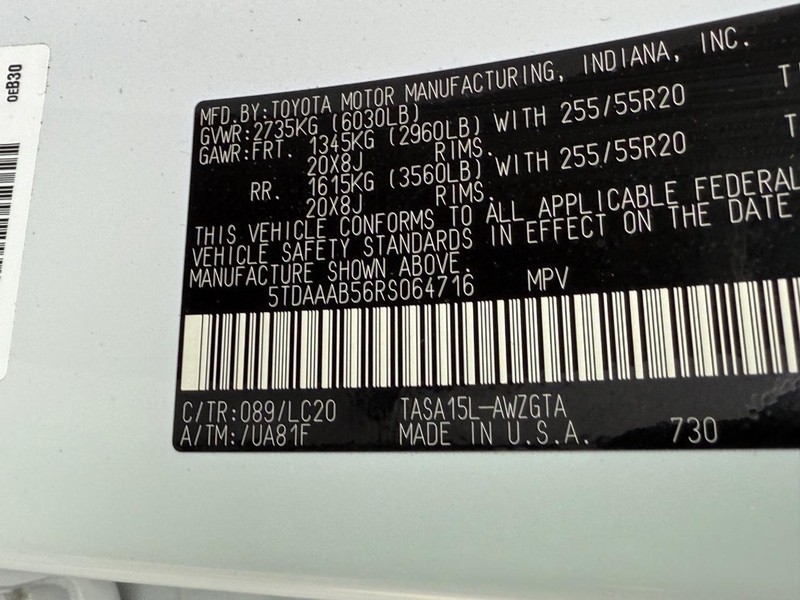 0EB30
MFD.BY:TOYOTA MOTOR MANUFACTURING, INDIANA, INC.
GVWR:2735KG (6030LB)
GAWR:FRT. 1345KG (2960LB) WITH 255/55R20 T
20X8J RIMS.
RR. 1615KG (3560LB) WITH 255/55R20 T
20X8J RIMS.
THIS VEHICLE CONFORMS TO ALL APPLICABLE FEDERAL
VEHICLE SAFETY STANDARDS IN EFFECT ON THE DATE
MANUFACTURE SHOWN ABOVE.
5TDAAAB56RS064716 MPV
C/TR:089/LC20 TASA15L-AWZGTA
A/TM:/UA81F MADE IN U.S.A. 730